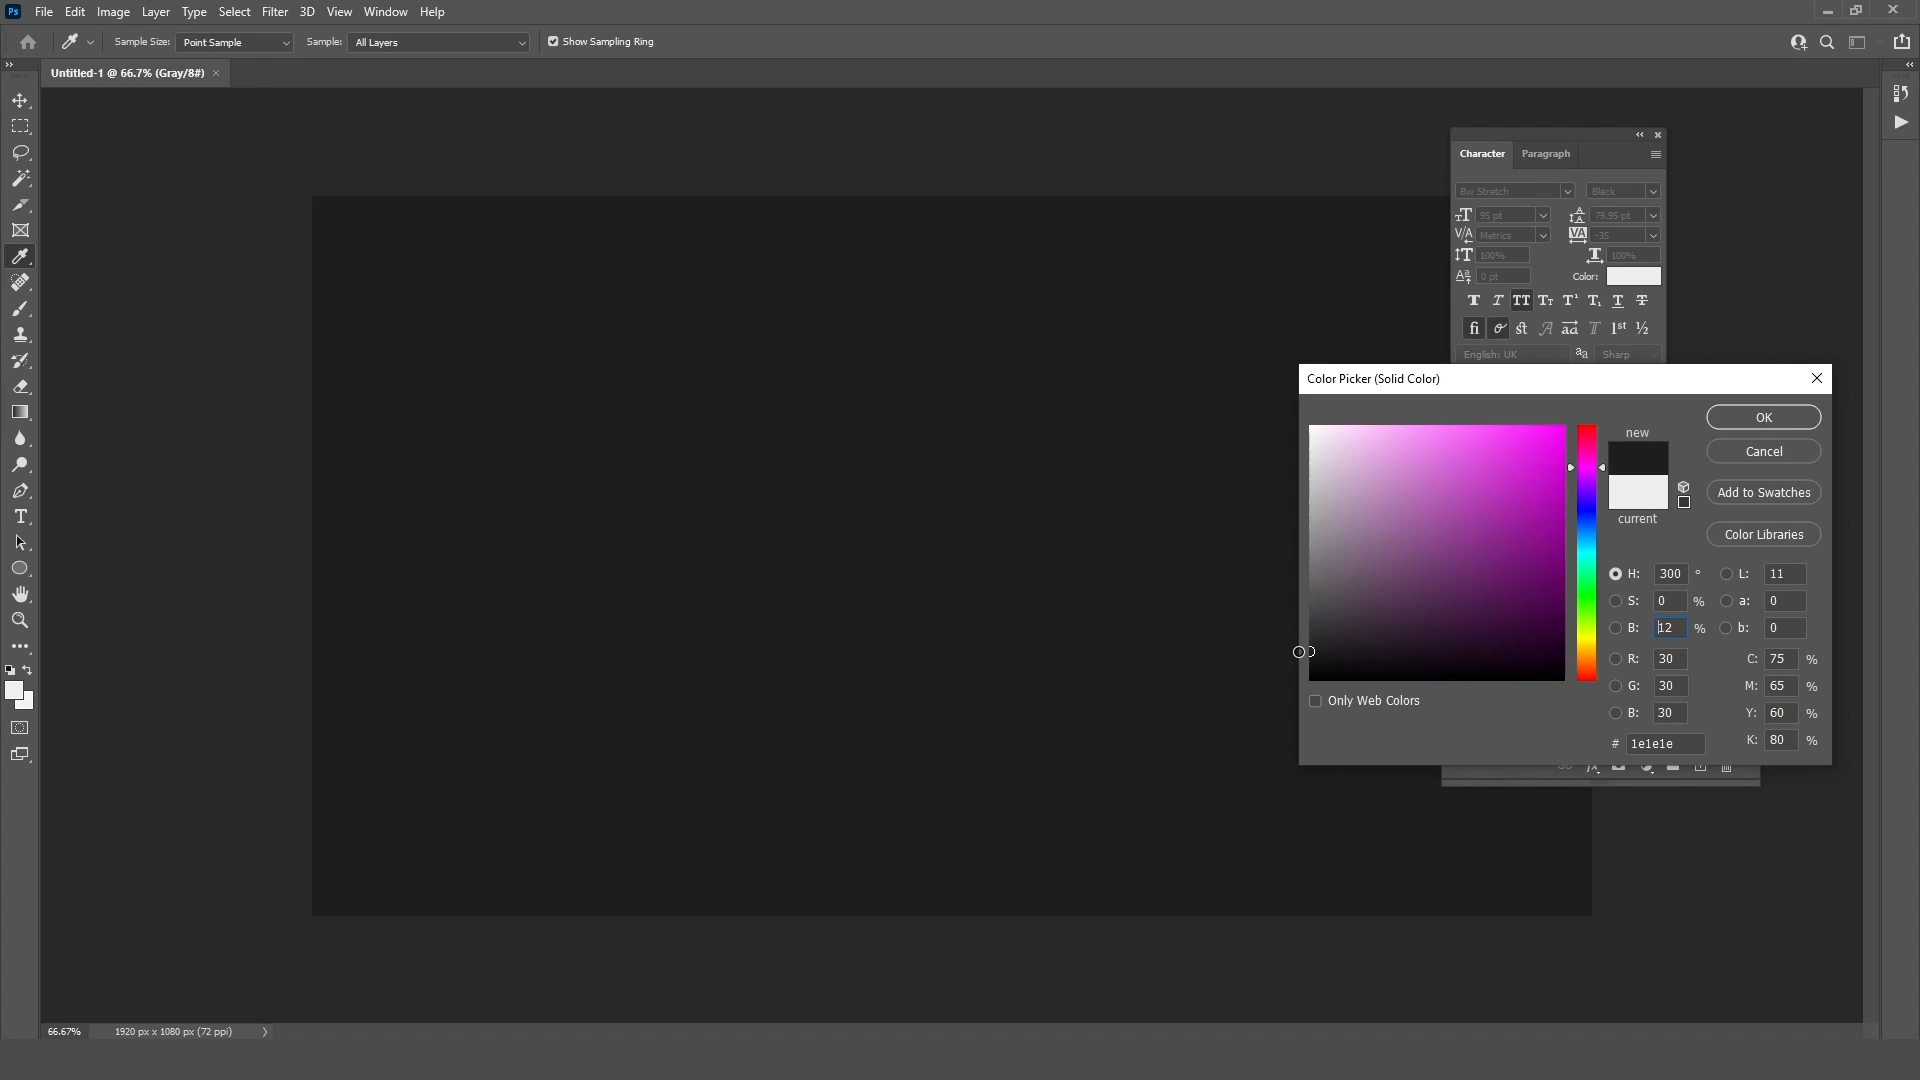 Ps File Edit Image Layer Type Select Filter 3D View Window Help
Sample Size: Point Sample Sample: All Layers Show Sampling Ring
Untitled-1 @ 66.7% (Gray/8#)
Character Paragraph
Bw Stretch Black
95 pt 79.95 pt
Metrics -35
100% 100%
0 pt Color:
English: UK Sharp
Color Picker (Solid Color)
new
current
OK
Cancel
Add to Swatches
Color Libraries
H: 300 ° L: 11
S: 0 % a: 0
B: 12 % b: 0
R: 30 C: 75 %
G: 30 M: 65 %
B: 30 Y: 60 %
# 1e1e1e K: 80 %
Only Web Colors
66.67% 1920 px x 1080 px (72 ppi)